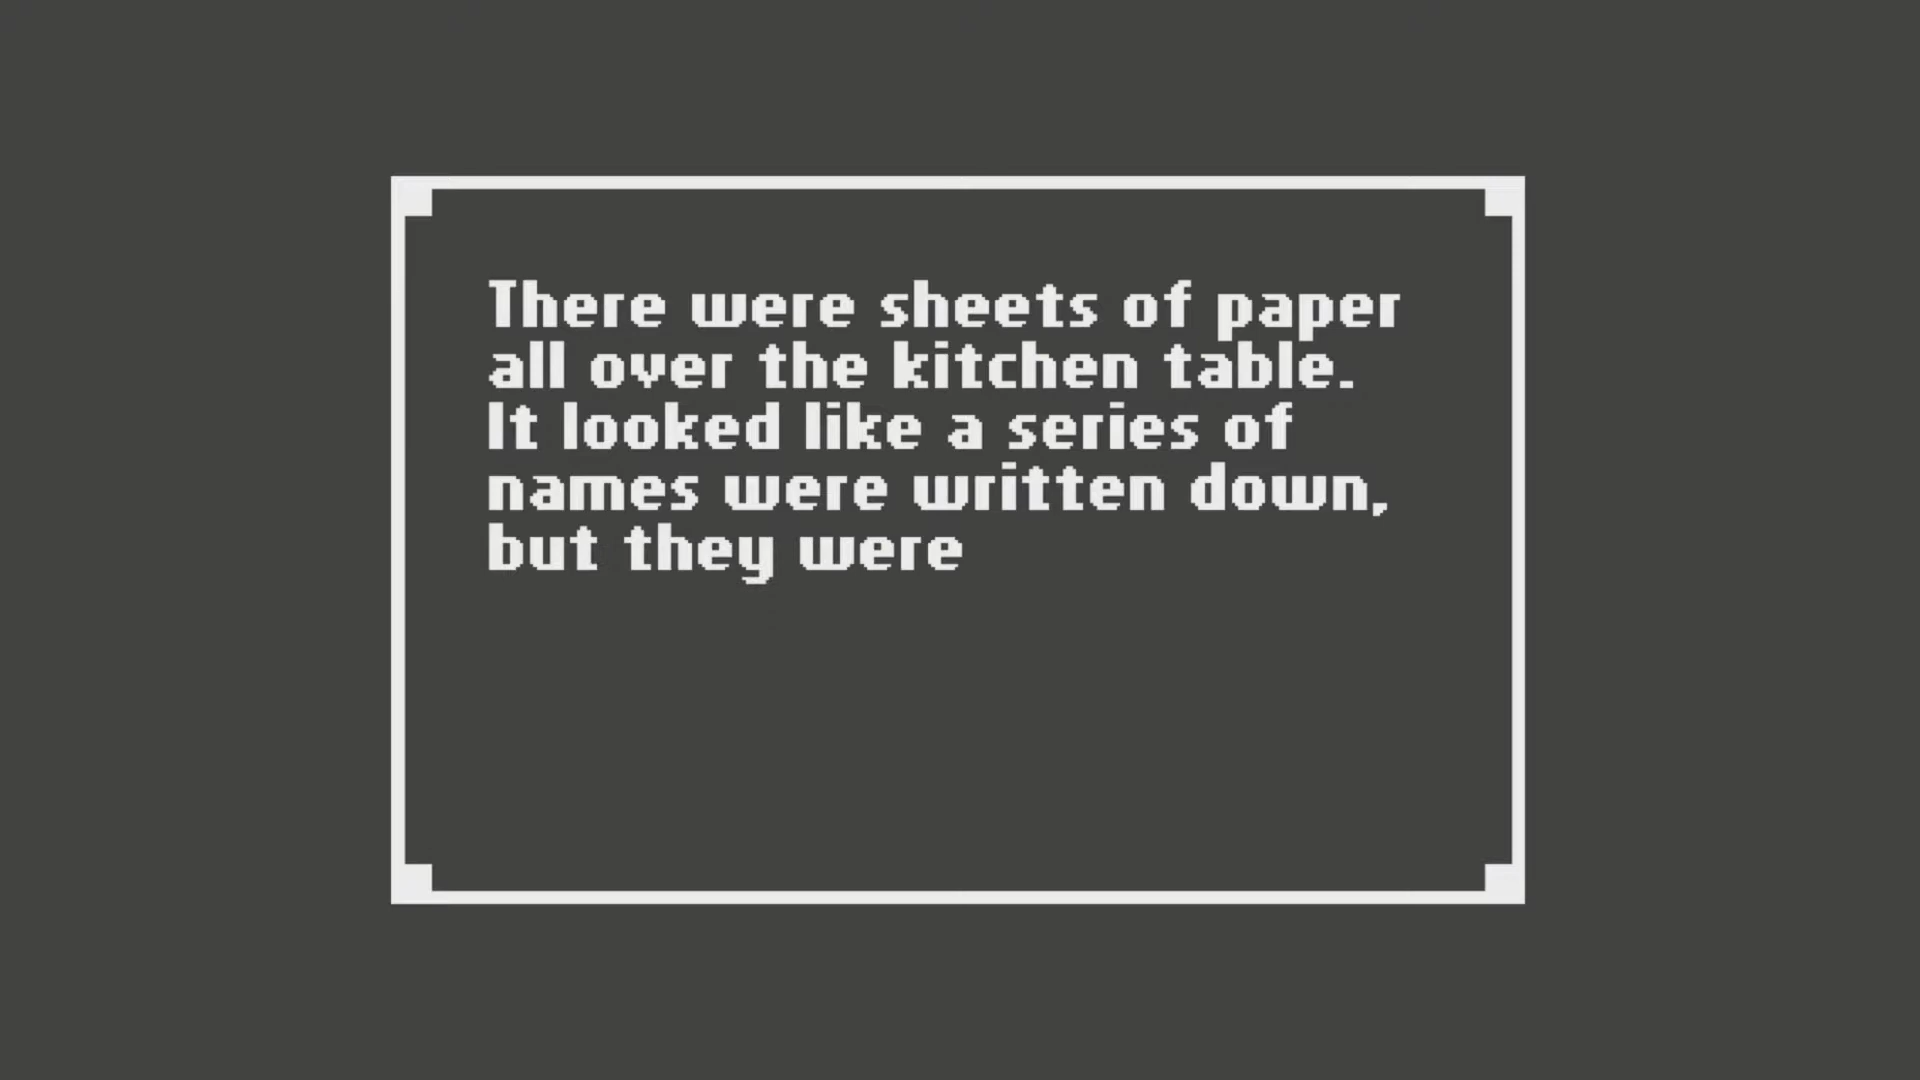 There were sheets of paper
all over the kitchen table.
It looked like a series of
names were written down,
but they were